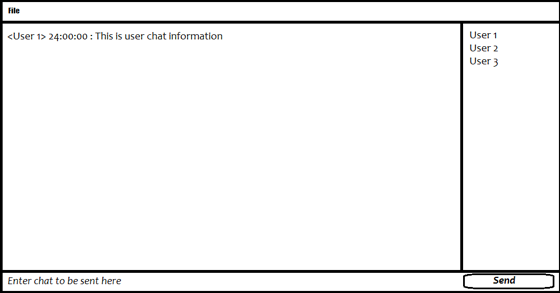 File
<User 1> 24:00:00 : This is user chat information
User 1
User 2
User 3
Enter chat to be sent here
Send